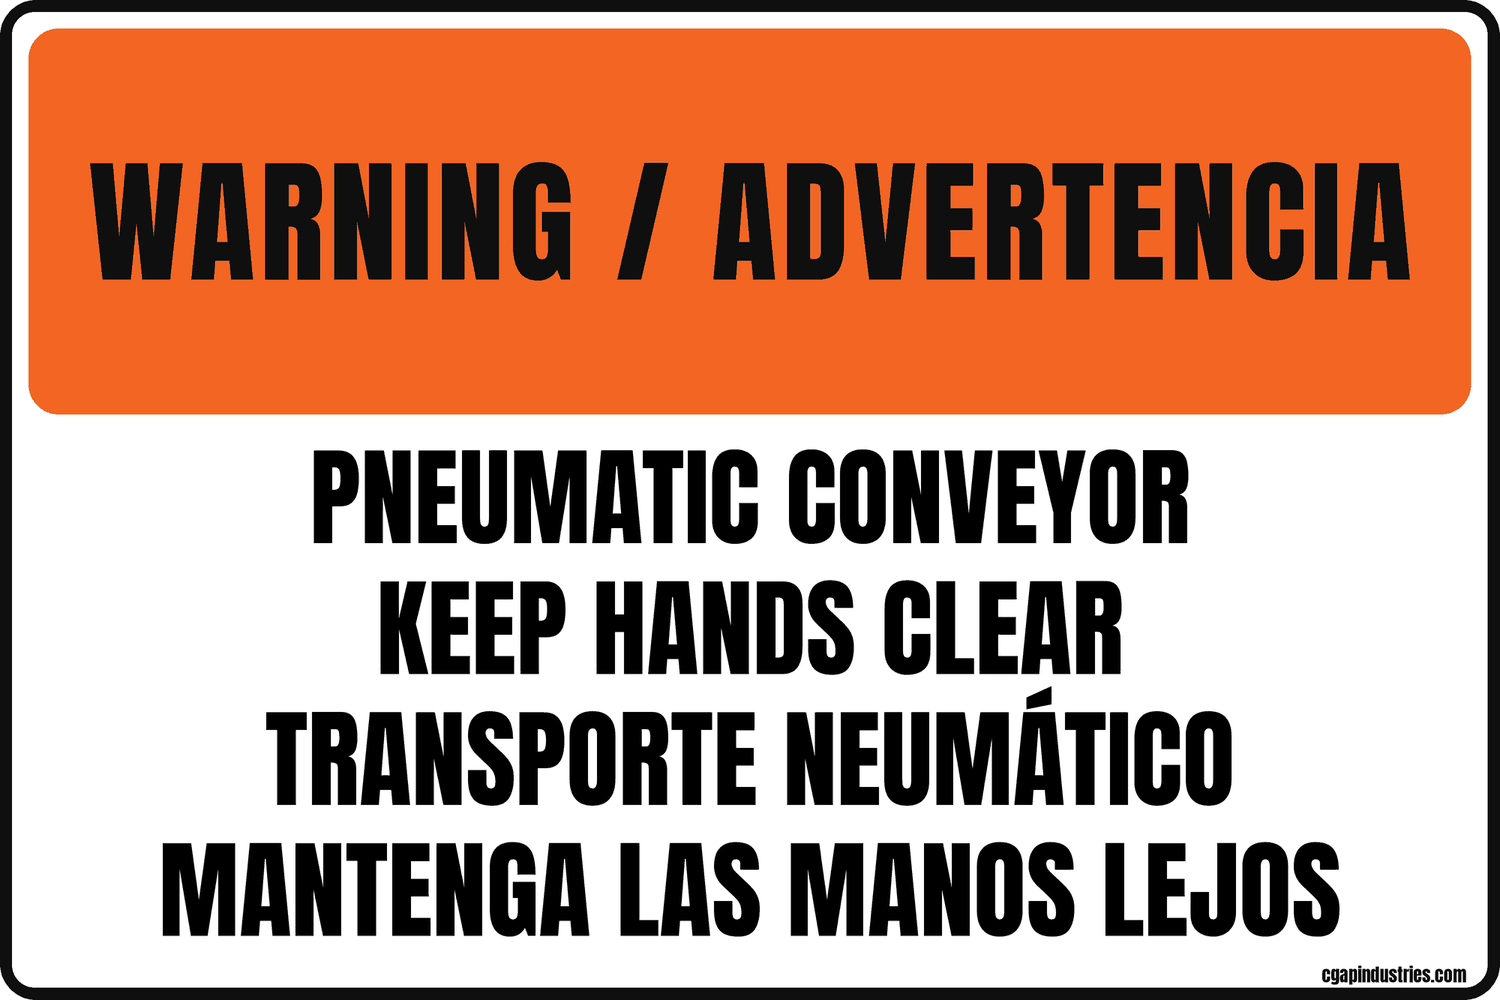 WARNING / ADVERTENCIA
PNEUMATIC CONVEYOR
KEEP HANDS CLEAR
TRANSPORTE NEUMÁTICO
MANTENGA LAS MANOS LEJOS
cgapindustries.com